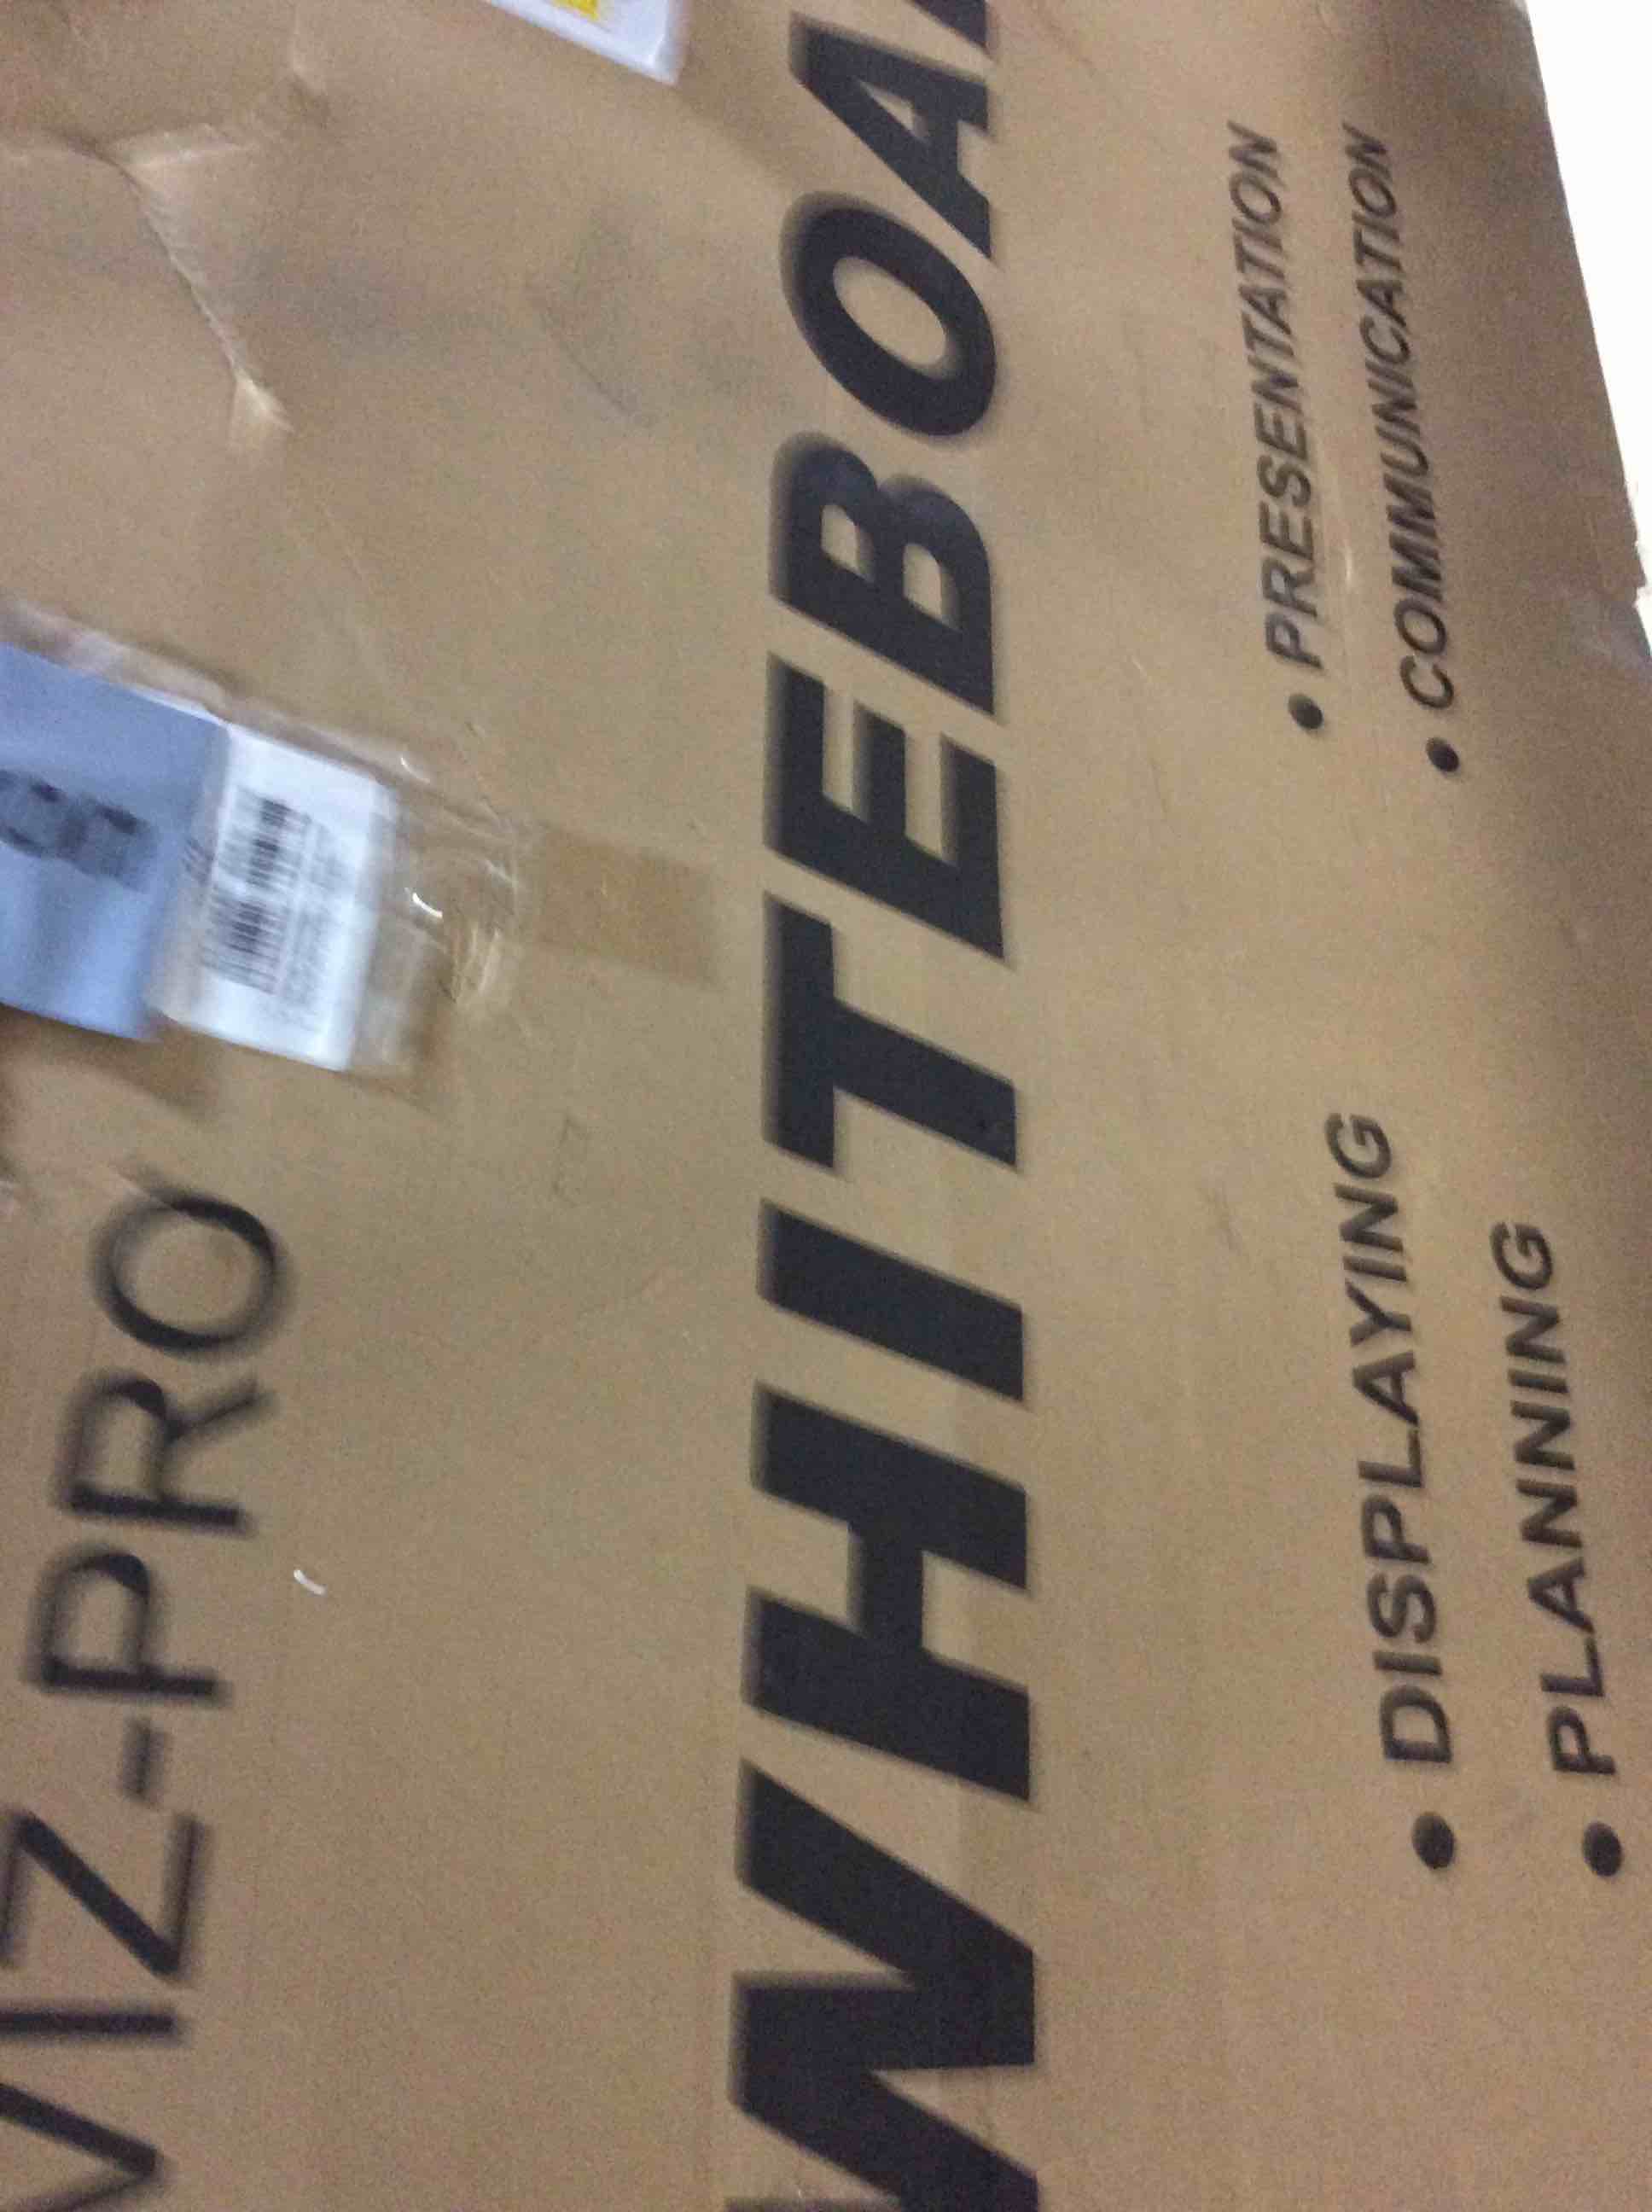 VIZ-PRO
WHITEBOA
• DISPLAYING
• PRESENTATION
• PLANNING
• COMMUNICATION